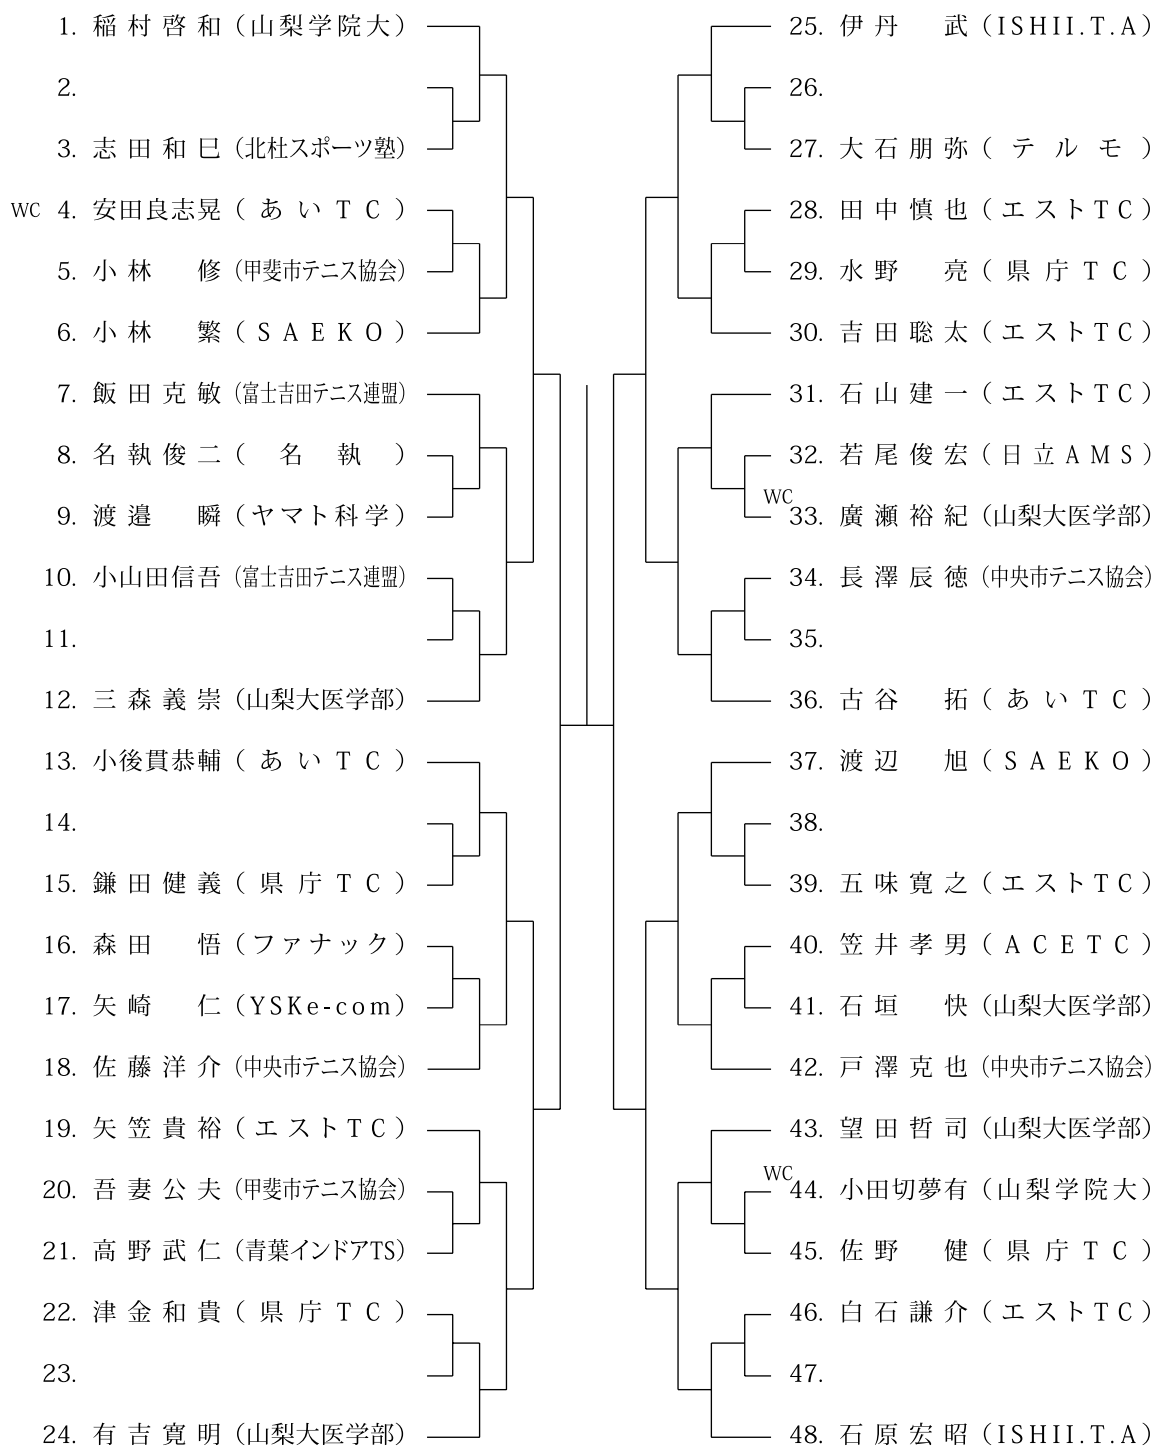 1. 稲村啓和(山梨学院大)
2.
3. 志田和巳(北杜スポーツ塾)
WC 4. 安田良志晃(あいTC)
5. 小林 修(甲斐市テニス協会)
6. 小林 繁(SAEKO)
7. 飯田克敏(富士吉田テニス連盟)
8. 名執俊二(名執)
9. 渡邉 瞬(ヤマト科学)
10. 小山田信吾(富士吉田テニス連盟)
11.
12. 三森義崇(山梨大医学部)
13. 小後貫恭輔(あいTC)
14.
15. 鎌田健義(県庁TC)
16. 森田 悟(ファナック)
17. 矢崎 仁(YSKe-com)
18. 佐藤洋介(中央市テニス協会)
19. 矢笠貴裕(エストTC)
20. 吾妻公夫(甲斐市テニス協会)
21. 高野武仁(青葉インドアTS)
22. 津金和貴(県庁TC)
23.
24. 有吉寛明(山梨大医学部)
25. 伊丹 武(ISHII.T.A)
26.
27. 大石朋弥(テルモ)
28. 田中慎也(エストTC)
29. 水野 亮(県庁TC)
30. 吉田聡太(エストTC)
31. 石山建一(エストTC)
32. 若尾俊宏(日立AMS)
WC 33. 廣瀬裕紀(山梨大医学部)
34. 長澤辰徳(中央市テニス協会)
35.
36. 古谷 拓(あいTC)
37. 渡辺 旭(SAEKO)
38.
39. 五味寛之(エストTC)
40. 笠井孝男(ACETC)
41. 石垣 快(山梨大医学部)
42. 戸澤克也(中央市テニス協会)
43. 望田哲司(山梨大医学部)
WC 44. 小田切夢有(山梨学院大)
45. 佐野 健(県庁TC)
46. 白石謙介(エストTC)
47.
48. 石原宏昭(ISHII.T.A)